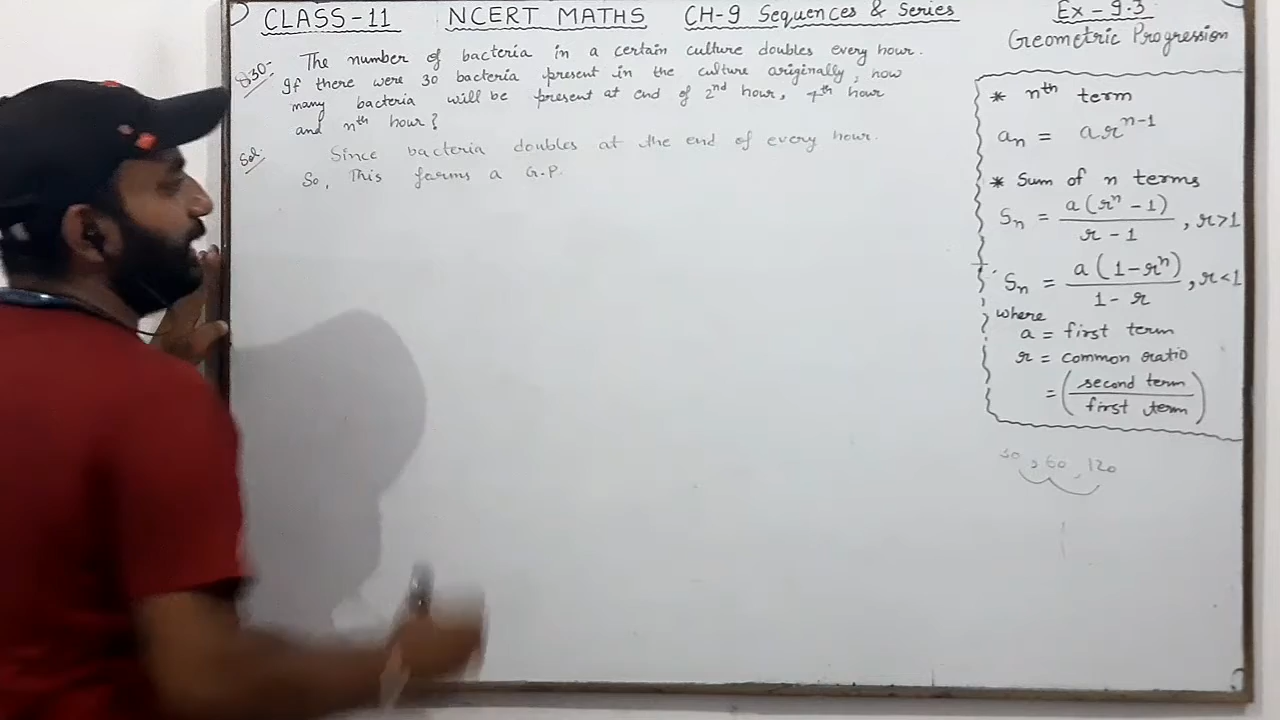 CLASS-11 NCERT MATHS CH-9 Sequences & Series Ex-9.3
Geometric Progression
Q30- The number of bacteria in a certain culture doubles every hour.
If there were 30 bacteria present in the culture originally, how
many bacteria will be present at end of 2nd hour, 4th hour
and nth hour?
Sol: Since bacteria doubles at the end of every hour.
So, This forms a G.P.
* nth term
an = ar^n-1
* Sum of n terms
Sn = a(r^n - 1) / r - 1, r>1
Sn = a(1-r^n) / 1-r, r<1
where
a = first term
r = common ratio
= (second term / first term)
30, 60, 120